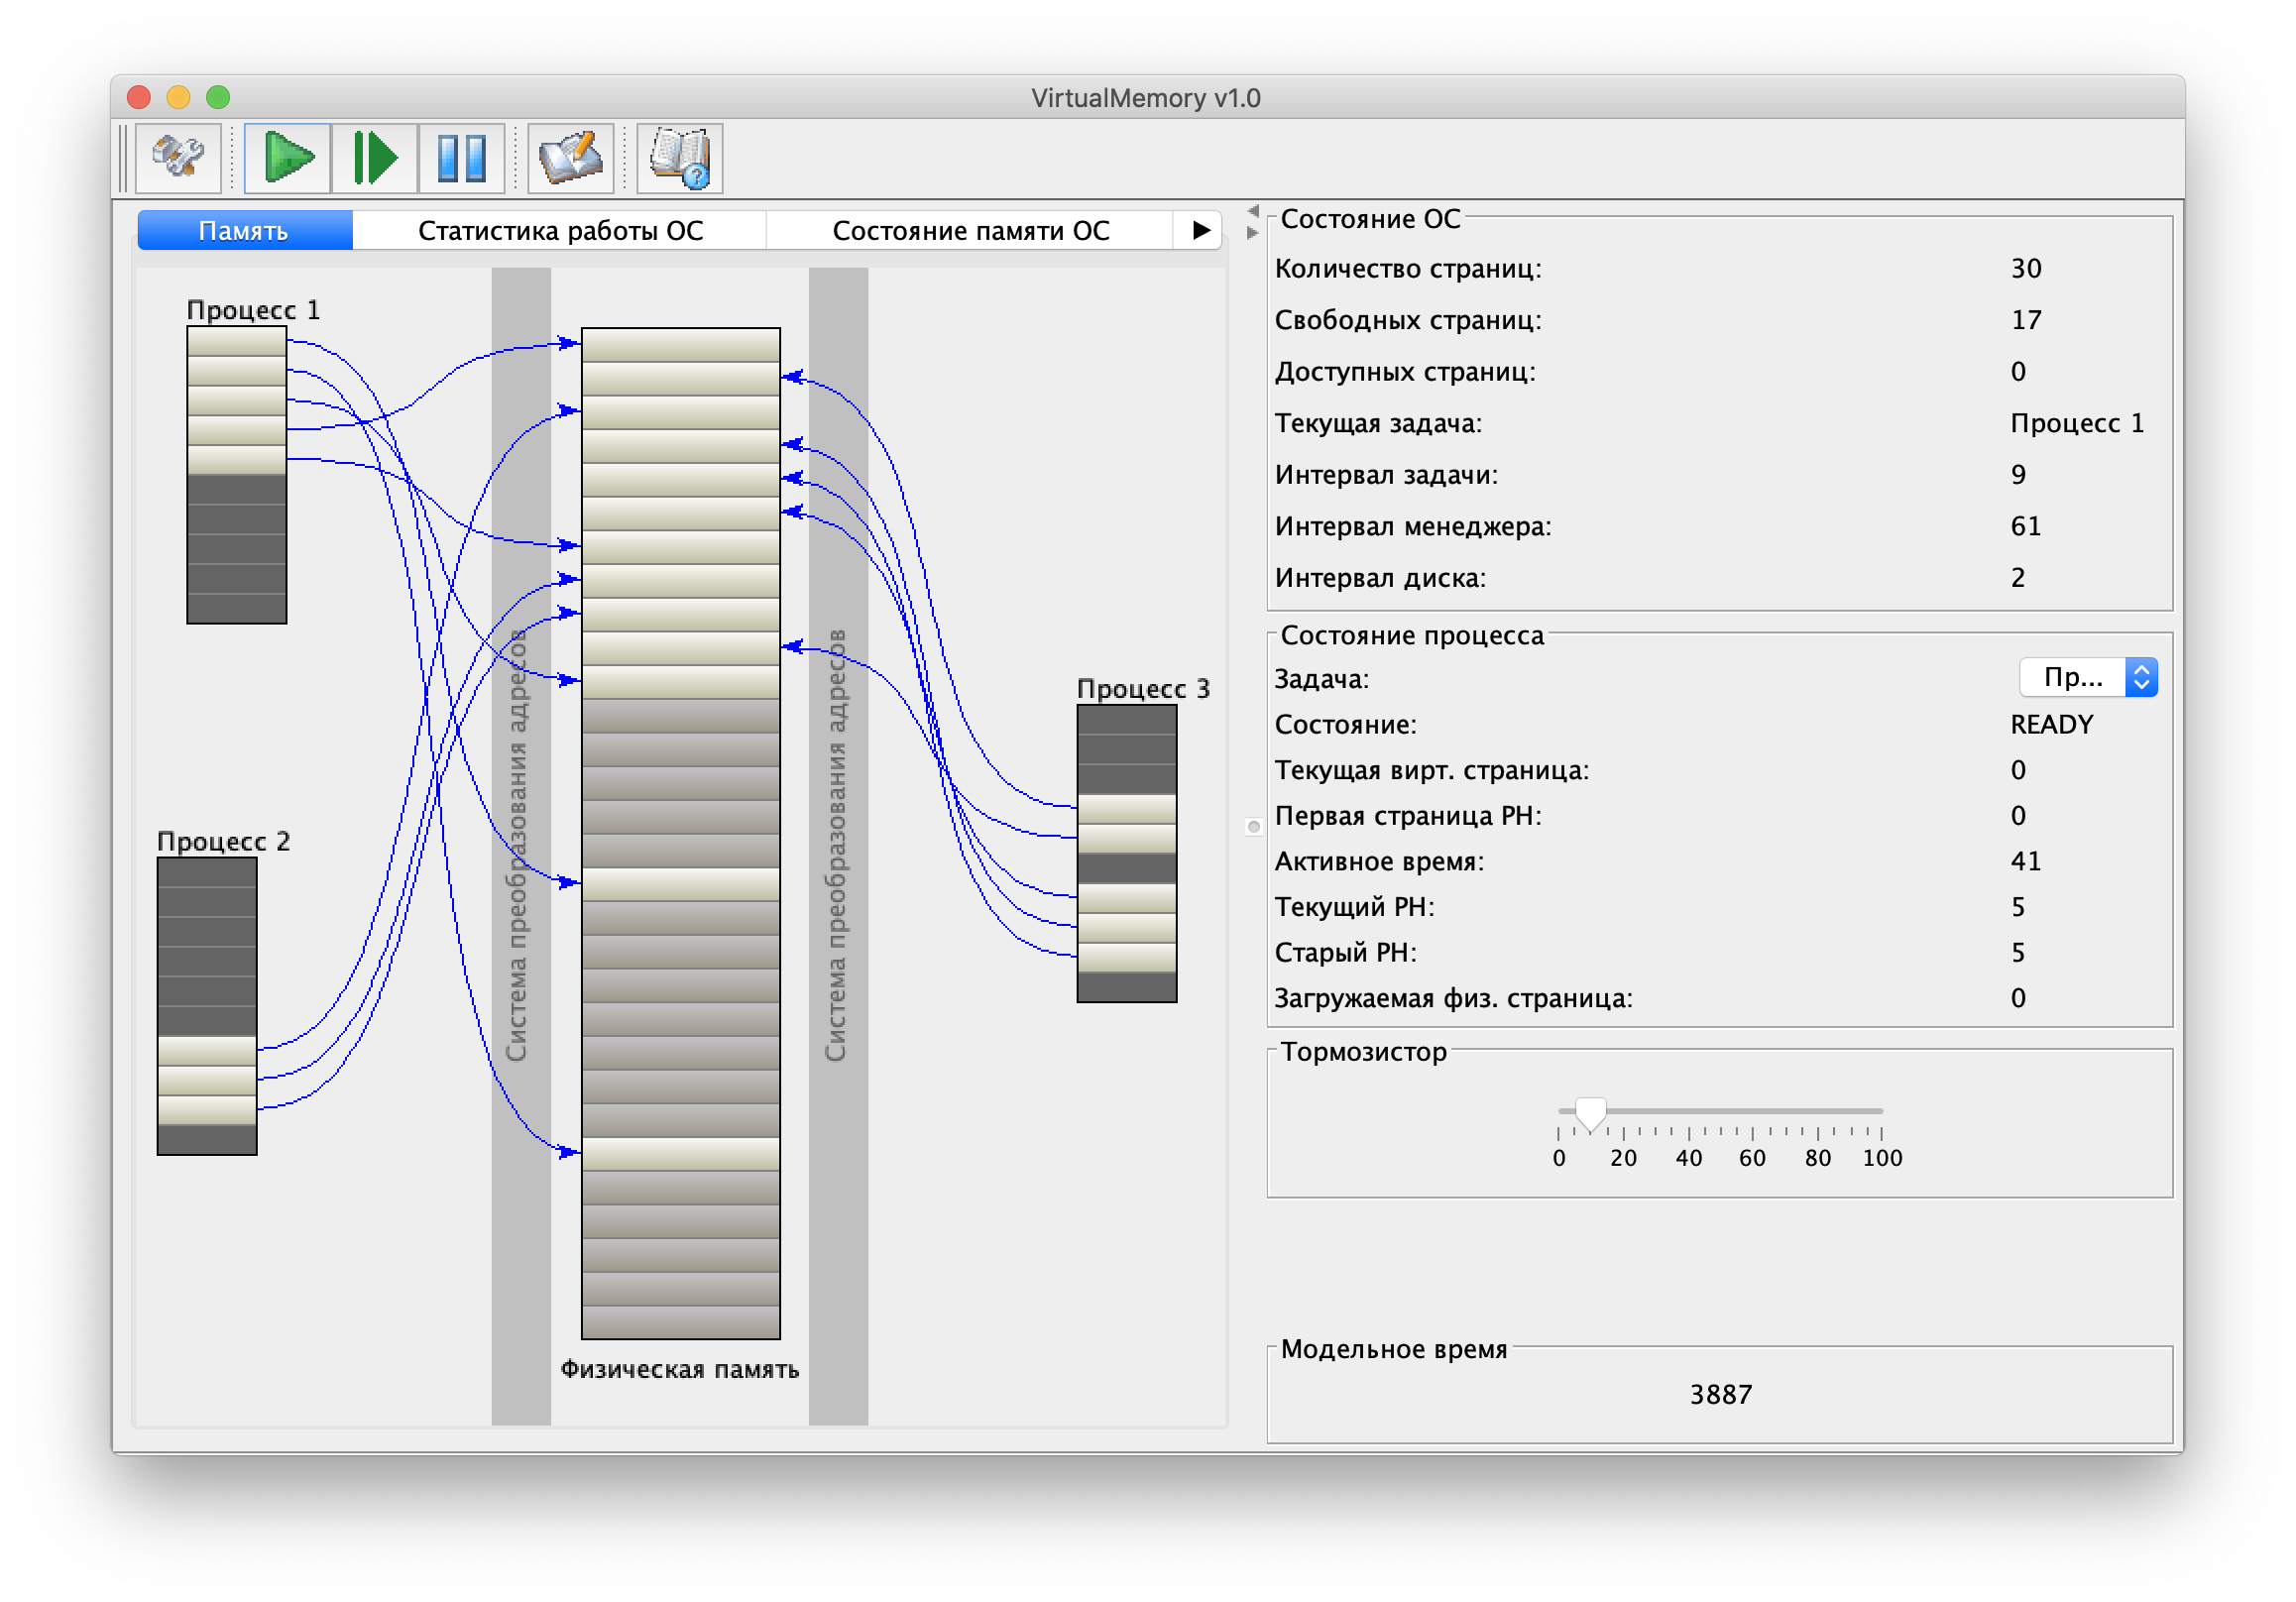 VirtualMemory v1.0
Память
Статистика работы ОС
Состояние памяти ОС
Процесс 1
Процесс 2
Система преобразования адресов
Физическая память
Система преобразования адресов
Процесс 3
Состояние ОС
Количество страниц: 30
Свободных страниц: 17
Доступных страниц: 0
Текущая задача: Процесс 1
Интервал задачи: 9
Интервал менеджера: 61
Интервал диска: 2
Состояние процесса
Задача: Пр...
Состояние: READY
Текущая вирт. страница: 0
Первая страница РН: 0
Активное время: 41
Текущий РН: 5
Старый РН: 5
Загружаемая физ. страница: 0
Тормозистор
0 20 40 60 80 100
Модельное время
3887